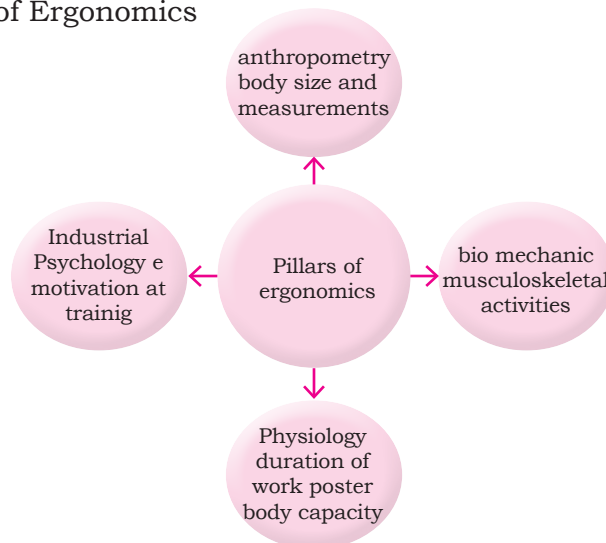 of Ergonomics
anthropometry
body size and
measurements
Industrial
Psychology e
motivation at
trainig
Pillars of
ergonomics
bio mechanic
musculoskeletal
activities
Physiology
duration of
work poster
body capacity